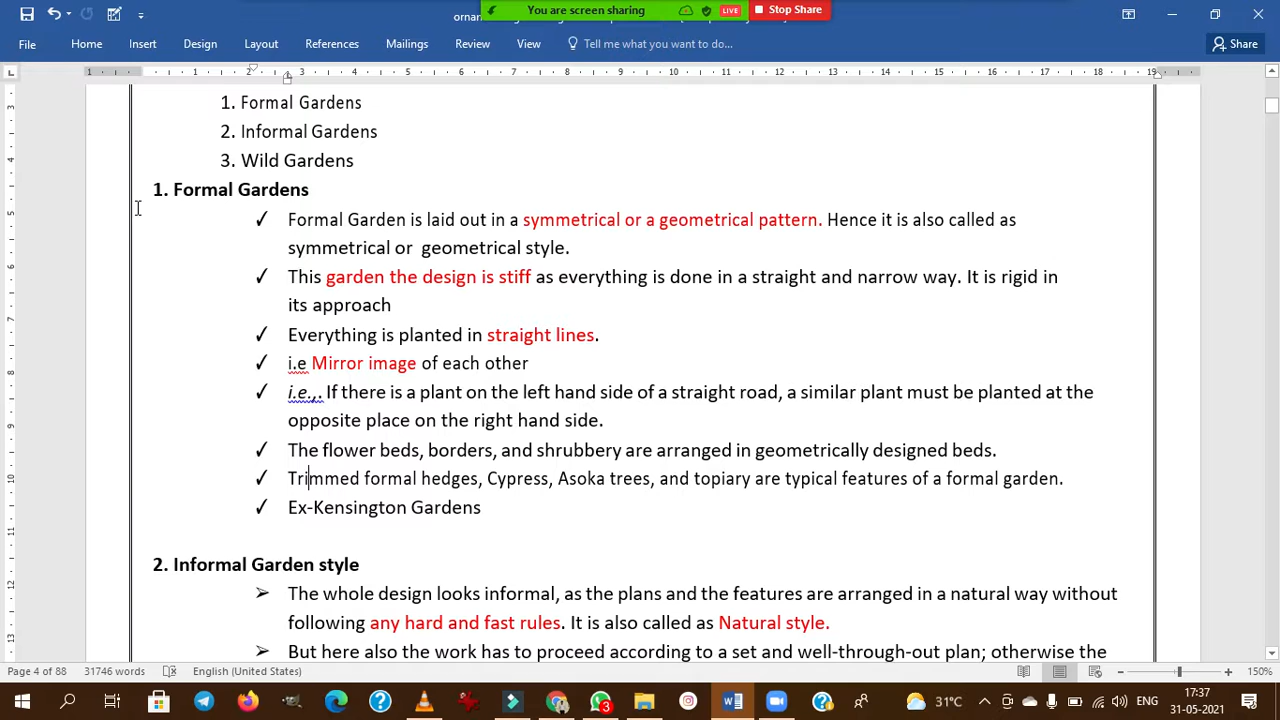 You are screen sharing
LIVE
Stop Share
File
Home
Insert
Design
Layout
References
Mailings
Review
View
Tell me what you want to do...
Share
1. Formal Gardens
2. Informal Gardens
3. Wild Gardens
1. Formal Gardens
✓ Formal Garden is laid out in a symmetrical or a geometrical pattern. Hence it is also called as
symmetrical or geometrical style.
✓ This garden the design is stiff as everything is done in a straight and narrow way. It is rigid in
its approach
✓ Everything is planted in straight lines.
✓ i.e Mirror image of each other
✓ i.e.,. If there is a plant on the left hand side of a straight road, a similar plant must be planted at the
opposite place on the right hand side.
✓ The flower beds, borders, and shrubbery are arranged in geometrically designed beds.
✓ Trimmed formal hedges, Cypress, Asoka trees, and topiary are typical features of a formal garden.
✓ Ex-Kensington Gardens
2. Informal Garden style
➢ The whole design looks informal, as the plans and the features are arranged in a natural way without
following any hard and fast rules. It is also called as Natural style.
➢ But here also the work has to proceed according to a set and well-through-out plan; otherwise the
Page 4 of 88
31746 words
English (United States)
150%
31°C
ENG
17:37
31-05-2021